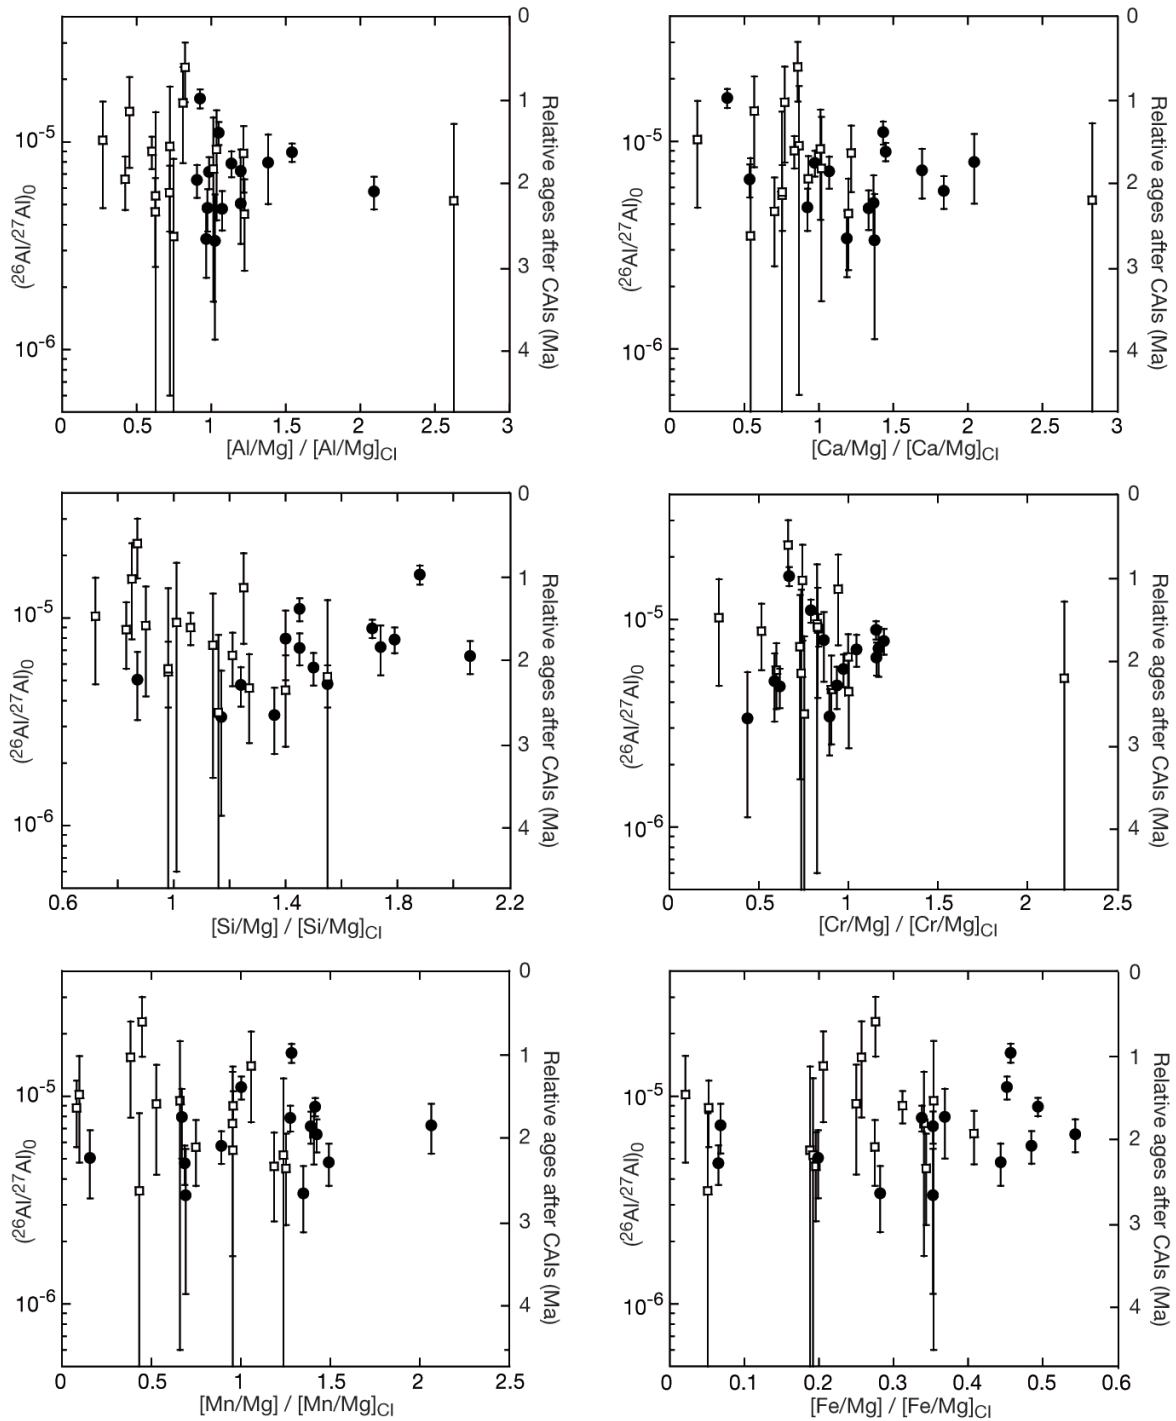 0
1
2
3
4
10-5
10-6
(26Al/27Al)0
Relative ages after CAIs (Ma)
0 0.5 1 1.5 2 2.5 3
[Al/Mg] / [Al/Mg]CI
0
1
2
3
4
10-5
10-6
(26Al/27Al)0
Relative ages after CAIs (Ma)
0 0.5 1 1.5 2 2.5 3
[Ca/Mg] / [Ca/Mg]CI
0
1
2
3
4
10-5
10-6
(26Al/27Al)0
Relative ages after CAIs (Ma)
0.6 1 1.4 1.8 2.2
[Si/Mg] / [Si/Mg]CI
0
1
2
3
4
10-5
10-6
(26Al/27Al)0
Relative ages after CAIs (Ma)
0 0.5 1 1.5 2 2.5
[Cr/Mg] / [Cr/Mg]CI
0
1
2
3
4
10-5
10-6
(26Al/27Al)0
Relative ages after CAIs (Ma)
0 0.5 1 1.5 2 2.5
[Mn/Mg] / [Mn/Mg]CI
0
1
2
3
4
10-5
10-6
(26Al/27Al)0
Relative ages after CAIs (Ma)
0 0.1 0.2 0.3 0.4 0.5 0.6
[Fe/Mg] / [Fe/Mg]CI